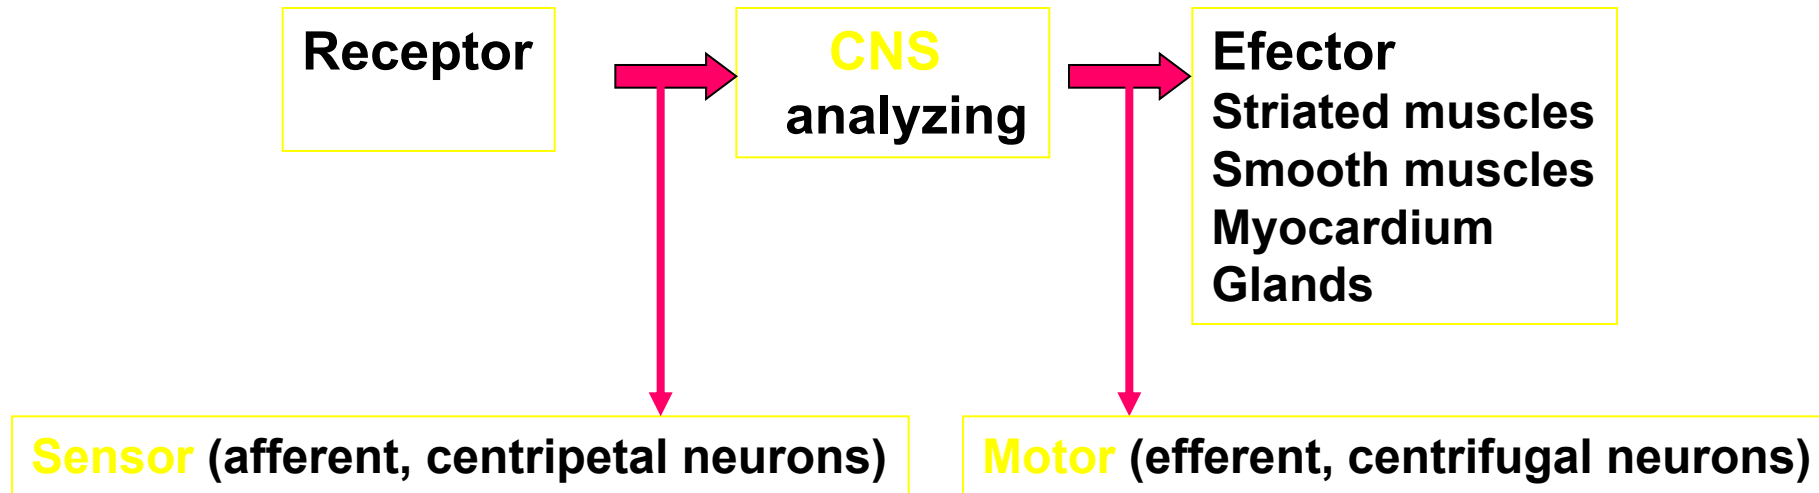 Receptor
CNS
analyzing
Efector
Striated muscles
Smooth muscles
Myocardium
Glands
Sensor (afferent, centripetal neurons)
Motor (efferent, centrifugal neurons)